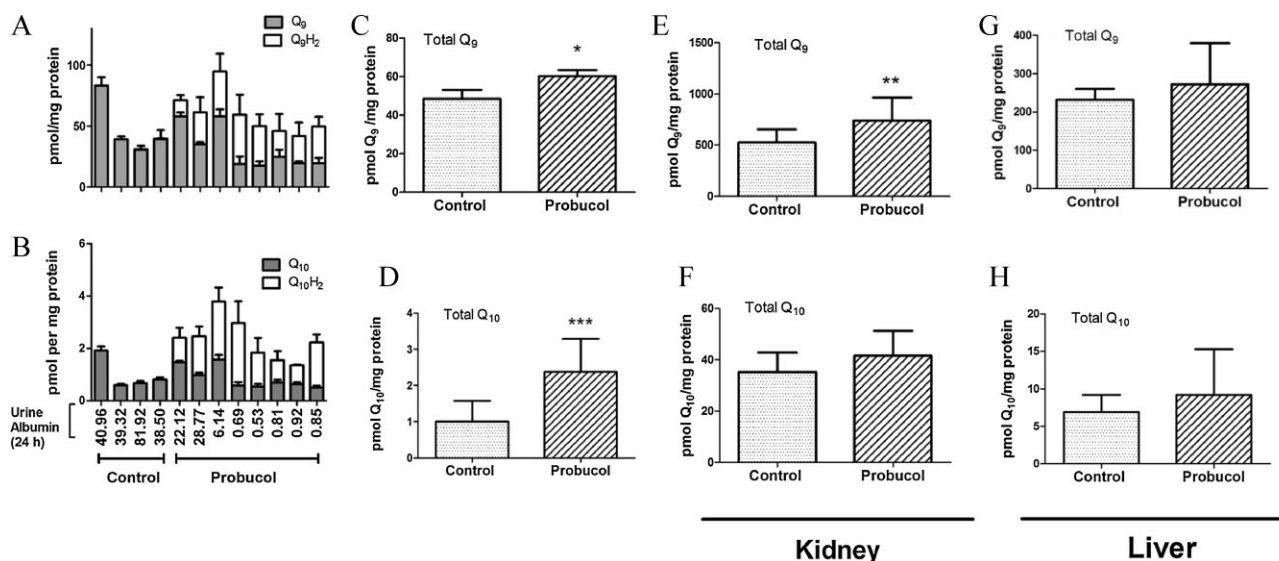 A
Q₉
Q₉H₂
pmol/mg protein
100
50
0
B
Q₁₀
Q₁₀H₂
pmol per mg protein
6
4
2
0
Urine
Albumin
(24 h)
40.96
39.32
81.92
38.50
22.12
28.77
6.14
0.69
0.53
0.81
0.92
0.85
Control
Probucol
C
Total Q₉
pmol Q₉/mg protein
80
60
40
20
0
*
Control
Probucol
D
Total Q₁₀
pmol Q₁₀/mg protein
4
3
2
1
0
***
Control
Probucol
E
Total Q₉
pmol Q₉/mg protein
1500
1000
500
0
**
Control
Probucol
F
Total Q₁₀
pmol Q₁₀/mg protein
60
40
20
0
Control
Probucol
Kidney
G
Total Q₉
pmol Q₉/mg protein
400
300
200
100
0
Control
Probucol
H
Total Q₁₀
pmol Q₁₀/mg protein
20
15
10
5
0
Control
Probucol
Liver